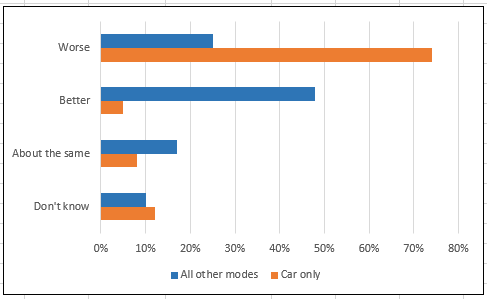 Worse
Better
About the same
Don't know
0% 10% 20% 30% 40% 50% 60% 70% 80%
All other modes Car only